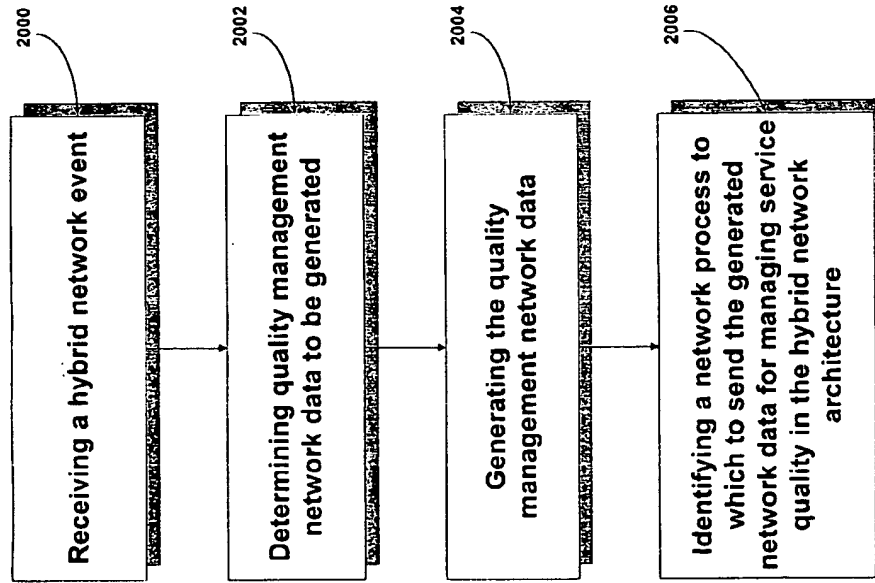 2000
Receiving a hybrid network event
2002
Determining quality management
network data to be generated
2004
Generating the quality
management network data
2006
Identifying a network process to
which to send the generated
network data for managing service
quality in the hybrid network
architecture